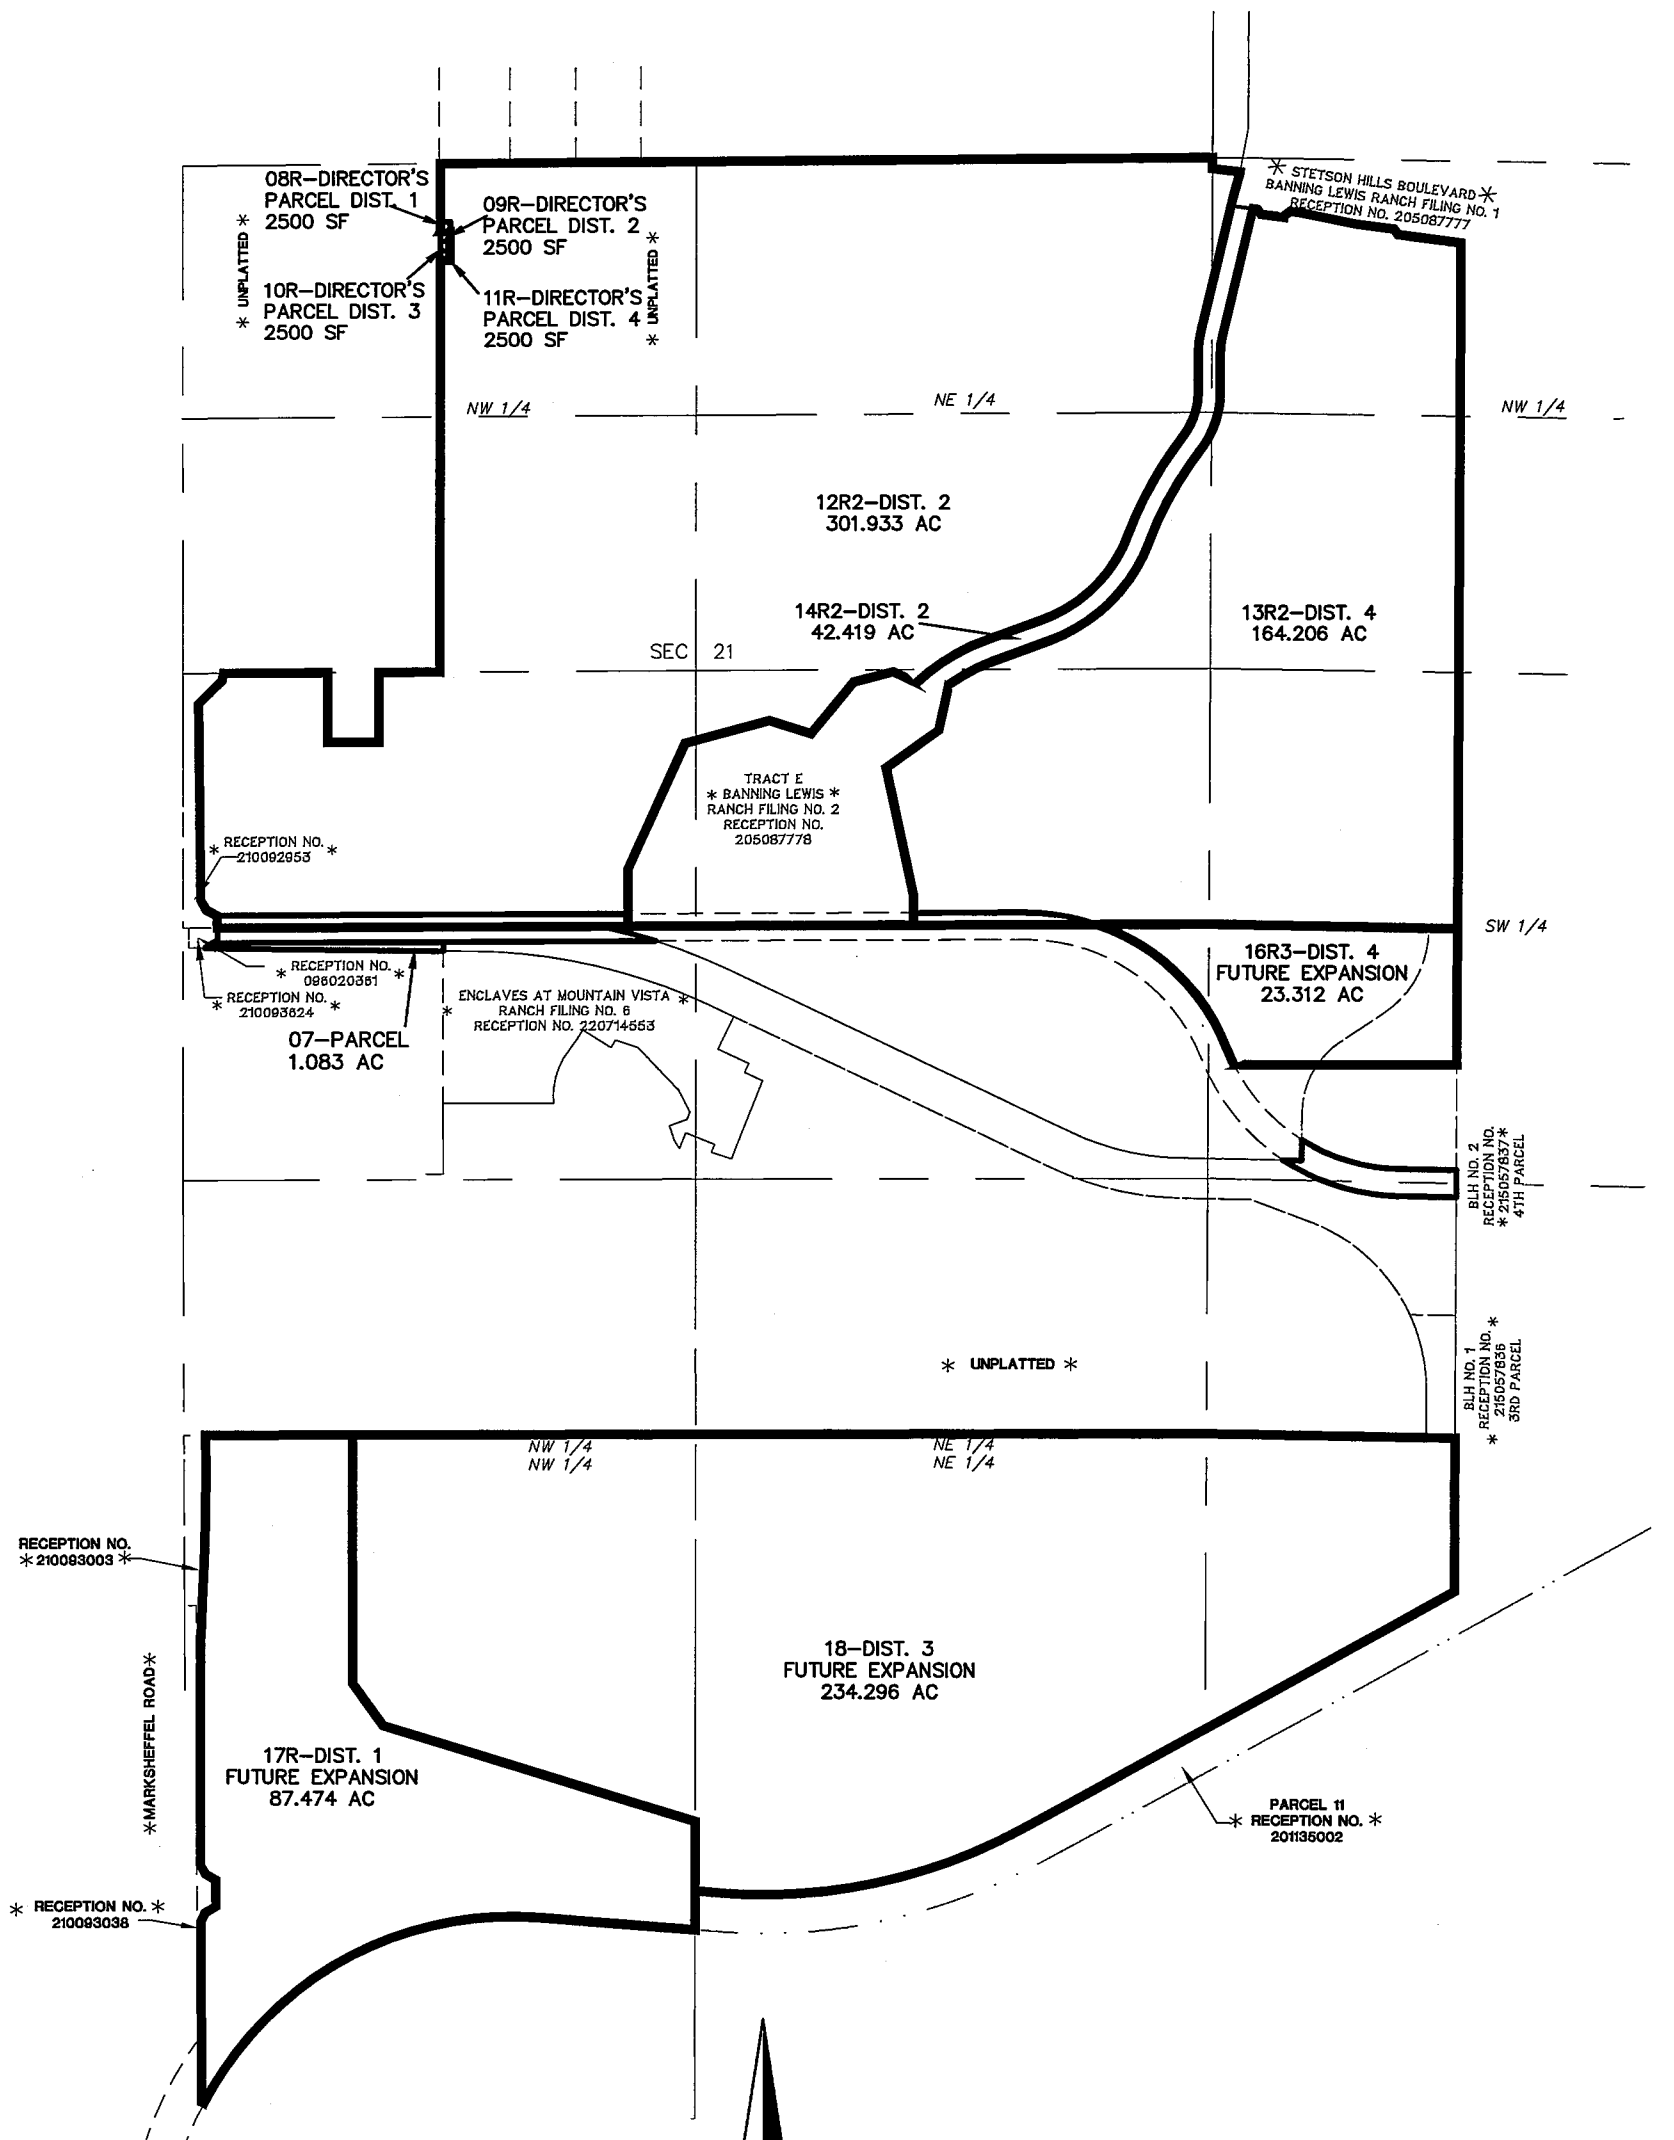 * STETSON HILLS BOULEVARD *
BANNING LEWIS RANCH FILING NO. 1
RECEPTION NO. 205087777
08R-DIRECTOR'S
PARCEL DIST. 1
2500 SF
09R-DIRECTOR'S
PARCEL DIST. 2
2500 SF
* UNPLATTED *
10R-DIRECTOR'S
PARCEL DIST. 3
2500 SF
11R-DIRECTOR'S
PARCEL DIST. 4
2500 SF
* UNPLATTED *
NW 1/4
NE 1/4
NW 1/4
12R2-DIST. 2
301.933 AC
14R2-DIST. 2
42.419 AC
13R2-DIST. 4
164.206 AC
SEC 21
TRACT E
* BANNING LEWIS *
RANCH FILING NO. 2
RECEPTION NO.
205087778
* RECEPTION NO. *
210092953
SW 1/4
16R3-DIST. 4
FUTURE EXPANSION
23.312 AC
* RECEPTION NO. *
096020361
* RECEPTION NO. *
210093624
ENCLAVES AT MOUNTAIN VISTA *
* RANCH FILING NO. 6
RECEPTION NO. 220714553
07-PARCEL
1.083 AC
BLH NO. 2
RECEPTION NO.
* 215057837 *
4TH PARCEL
* UNPLATTED *
BLH NO. 1
* RECEPTION NO. *
215057836
3RD PARCEL
NW 1/4
NW 1/4
NE 1/4
NE 1/4
RECEPTION NO.
* 210093003 *
18-DIST. 3
FUTURE EXPANSION
234.296 AC
* MARKSHEFFEL ROAD *
17R-DIST. 1
FUTURE EXPANSION
87.474 AC
PARCEL 11
* RECEPTION NO. *
201135002
* RECEPTION NO. *
210093038